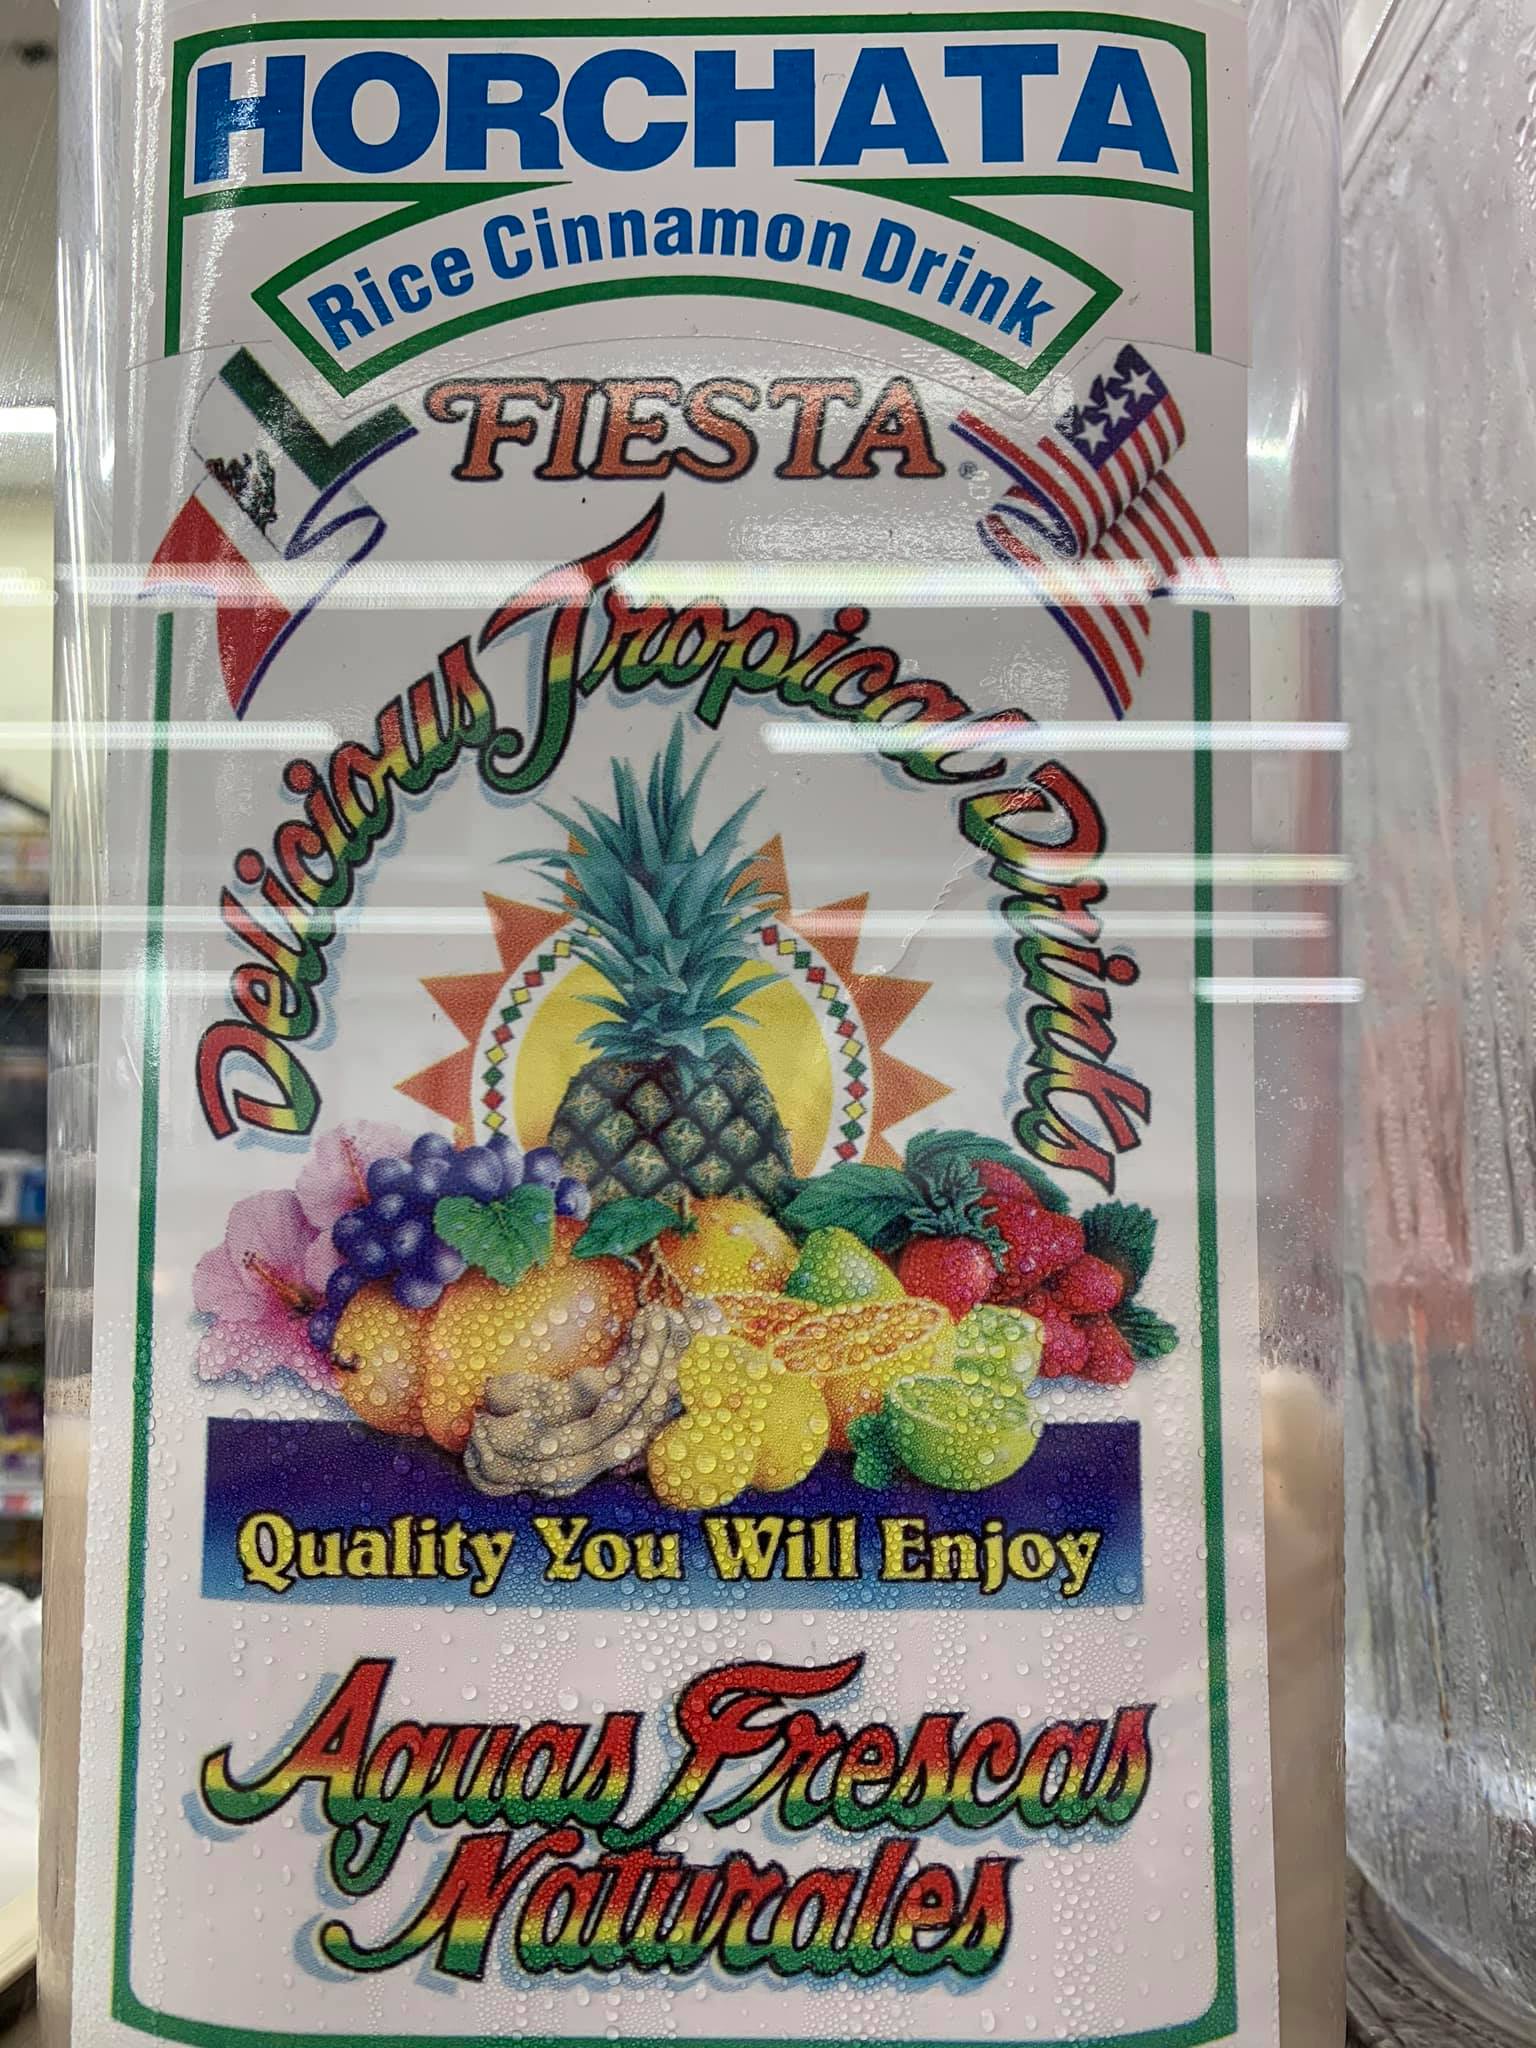 HORCHATA
Rice Cinnamon Drink
FIESTA®
Delicious Tropical Drinks
Quality You Will Enjoy
Aguas Frescas
Naturales